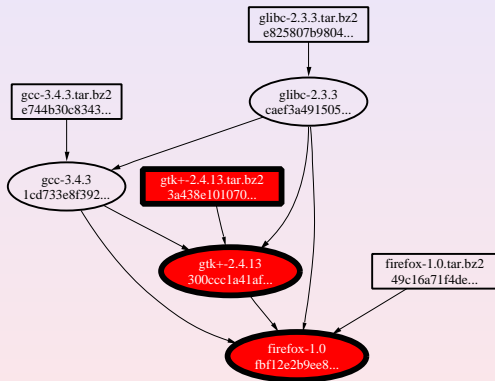 glibc-2.3.3.tar.bz2
e825807b9804...
gcc-3.4.3.tar.bz2
e744b30c8343...
glibc-2.3.3
caef3a491505...
gcc-3.4.3
1cd733e8f392...
gtk+-2.4.13.tar.bz2
3a438e101070...
gtk+-2.4.13
300ccc1a41af...
firefox-1.0.tar.bz2
49c16a71f4de...
firefox-1.0
fbf12e2b9ee8...